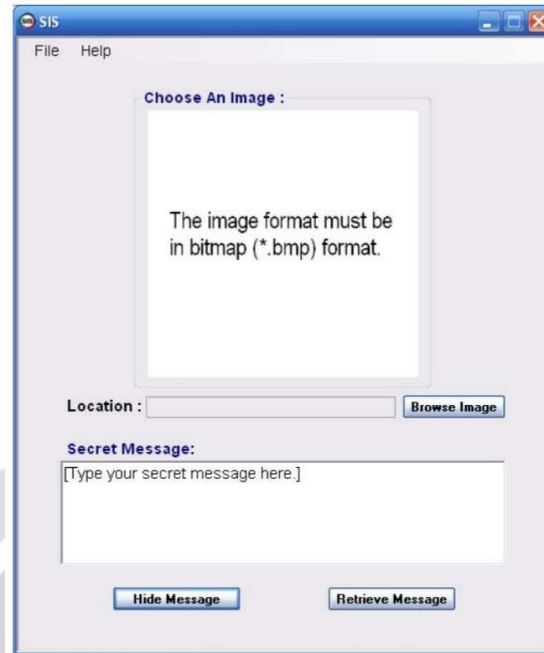 SIS
File Help
Choose An Image :
The image format must be
in bitmap (*.bmp) format.
Location : Browse Image
Secret Message:
[Type your secret message here.]
Hide Message Retrieve Message